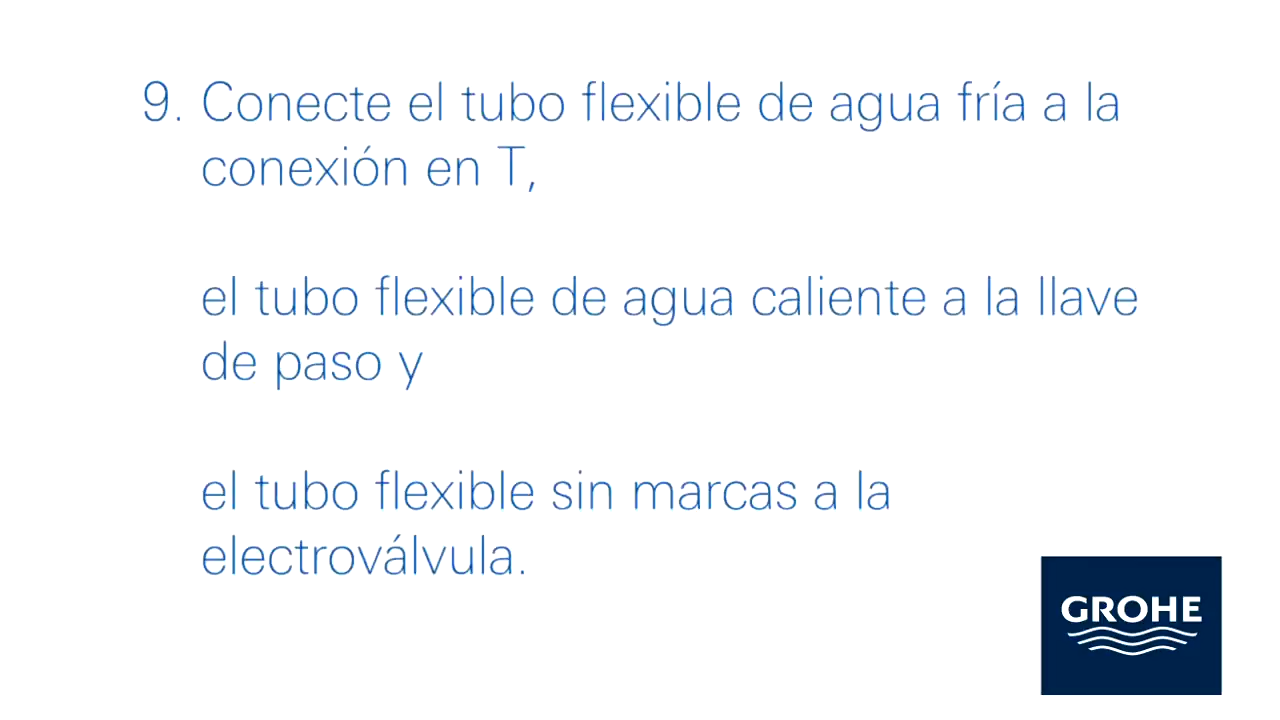 9. Conecte el tubo flexible de agua fría a la
conexión en T,
el tubo flexible de agua caliente a la llave
de paso y
el tubo flexible sin marcas a la
electroválvula.
GROHE